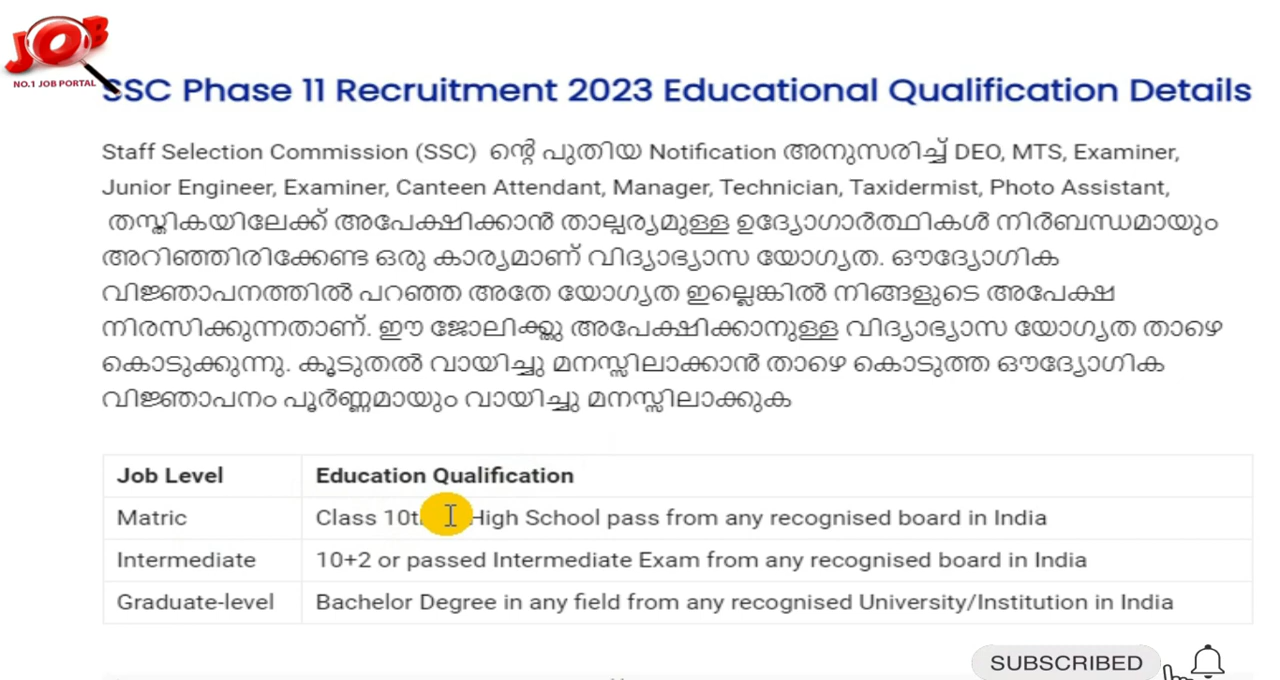 JOB
NO.1 JOB PORTAL
SSC Phase 11 Recruitment 2023 Educational Qualification Details
Staff Selection Commission (SSC) ന്റെ പുതിയ Notification അനുസരിച്ച് DEO, MTS, Examiner,
Junior Engineer, Examiner, Canteen Attendant, Manager, Technician, Taxidermist, Photo Assistant,
തസ്തികയിലേക്ക് അപേക്ഷിക്കാൻ താല്പര്യമുള്ള ഉദ്യോഗാർത്ഥികൾ നിർബന്ധമായും
അറിഞ്ഞിരിക്കേണ്ട ഒരു കാര്യമാണ് വിദ്യാഭ്യാസ യോഗ്യത. ഔദ്യോഗിക
വിജ്ഞാപനത്തിൽ പറഞ്ഞ അതേ യോഗ്യത ഇല്ലെങ്കിൽ നിങ്ങളുടെ അപേക്ഷ
നിരസിക്കുന്നതാണ്. ഈ ജോലിക്ക് അപേക്ഷിക്കാനുള്ള വിദ്യാഭ്യാസ യോഗ്യത താഴെ
കൊടുക്കുന്നു. കൂടുതൽ വായിച്ചു മനസ്സിലാക്കാൻ താഴെ കൊടുത്ത ഔദ്യോഗിക
വിജ്ഞാപനം പൂർണ്ണമായും വായിച്ചു മനസ്സിലാക്കുക
Job Level Education Qualification
Matric Class High School pass from any recognised board in India
Intermediate 10+2 or passed Intermediate Exam from any recognised board in India
Graduate-level Bachelor Degree in any field from any recognised University/Institution in India
SUBSCRIBED